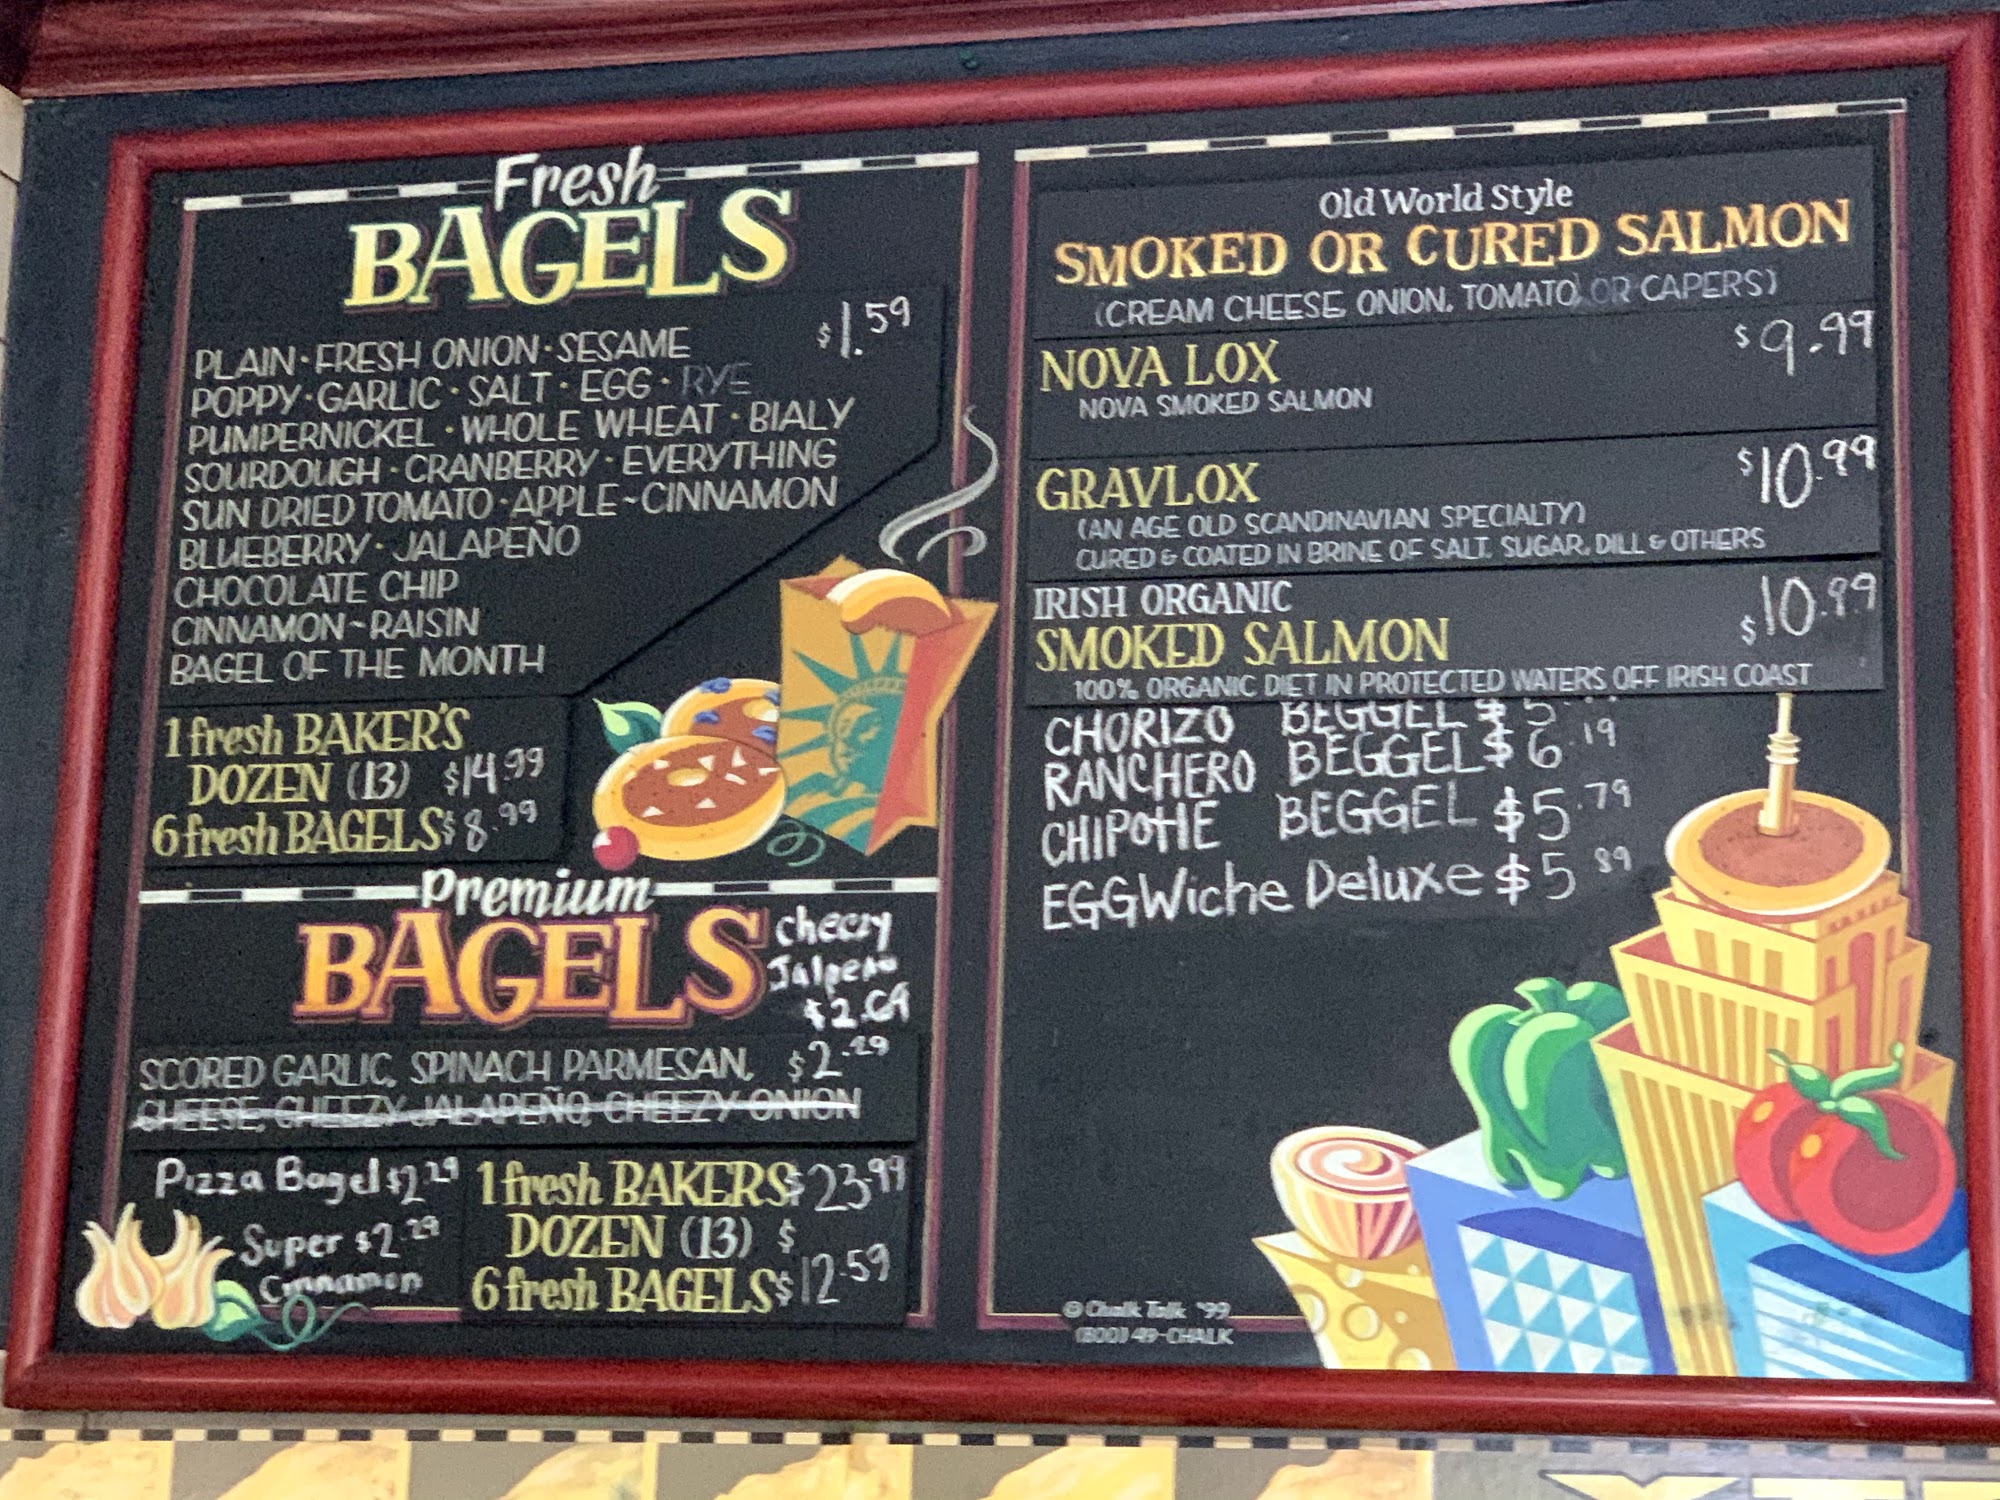 Fresh
BAGELS
PLAIN · FRESH ONION · SESAME $1.59
POPPY · GARLIC · SALT · EGG · RYE
PUMPERNICKEL · WHOLE WHEAT · BIALY
SOURDOUGH · CRANBERRY · EVERYTHING
SUN DRIED TOMATO · APPLE~CINNAMON
BLUEBERRY · JALAPEÑO
CHOCOLATE CHIP
CINNAMON~RAISIN
BAGEL OF THE MONTH
1 fresh BAKER'S
DOZEN (13) $14.99
6 fresh BAGELS $8.99
Premium
BAGELS
cheezy
Jalpeno
$2.69
SCORED GARLIC, SPINACH PARMESAN, $2.29
CHEESE, CHEEZY JALAPEÑO, CHEEZY ONION
Pizza Bagel $2.29
Super $2.29
Cinnamon
1 fresh BAKERS $23.99
DOZEN (13) $
6 fresh BAGELS $12.59
Old World Style
SMOKED OR CURED SALMON
(CREAM CHEESE, ONION, TOMATO, OR CAPERS)
NOVA LOX $9.99
NOVA SMOKED SALMON
GRAVLOX $10.99
(AN AGE OLD SCANDINAVIAN SPECIALTY)
CURED & COATED IN BRINE OF SALT, SUGAR, DILL & OTHERS
IRISH ORGANIC
SMOKED SALMON $10.99
100% ORGANIC DIET IN PROTECTED WATERS OFF IRISH COAST
CHORIZO BEGGEL $5
RANCHERO BEGGEL $6.19
CHIPOTLE BEGGEL $5.79
EGGWiche Deluxe $5.89
© Chalk Talk '99
(800) 49-CHALK